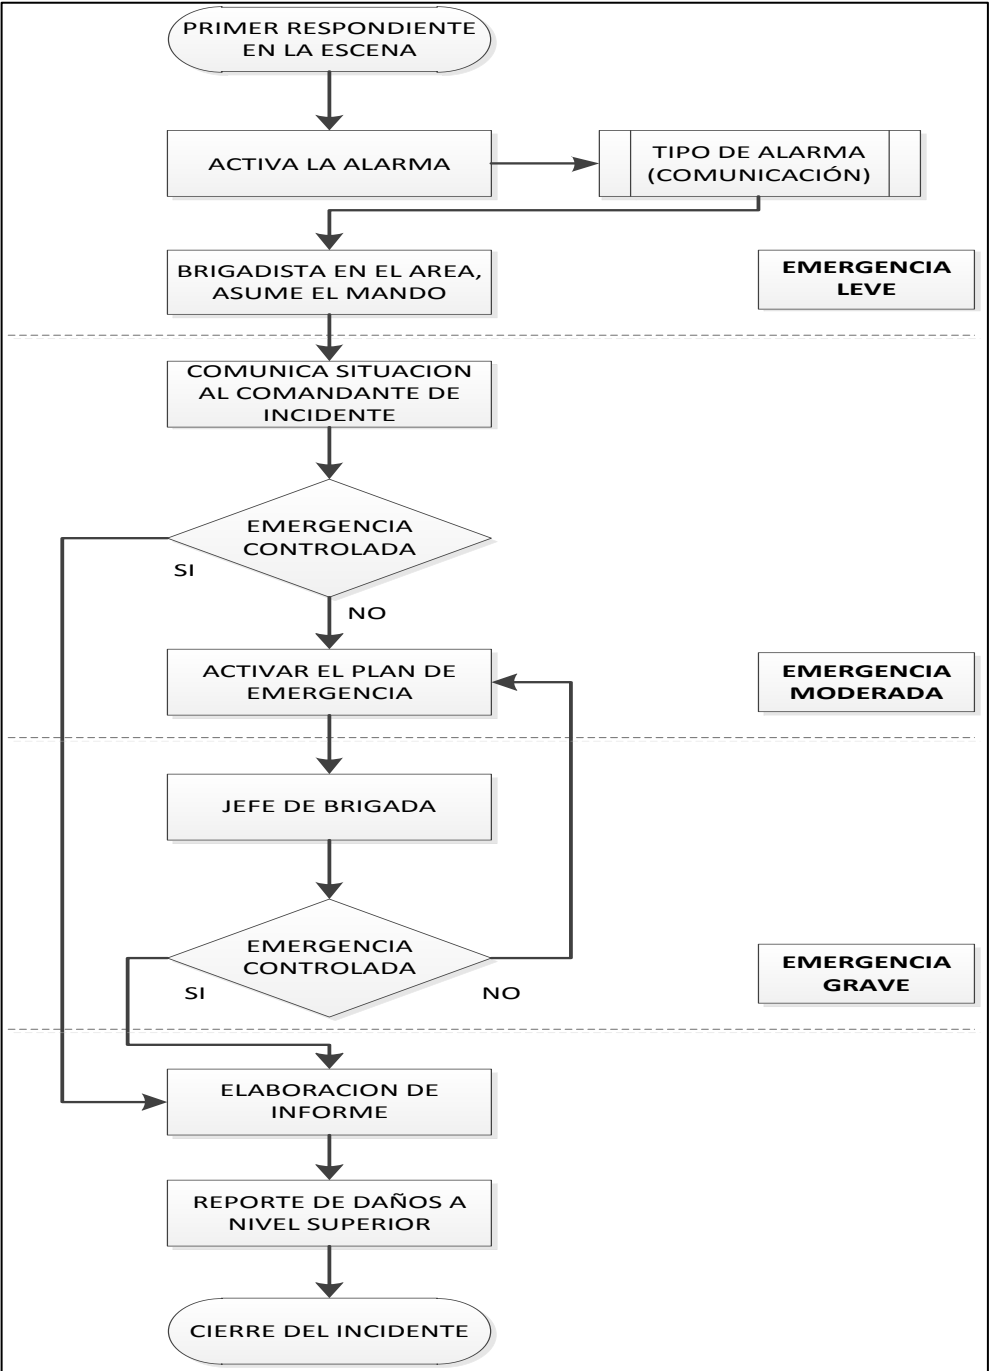 PRIMER RESPONDIENTE
EN LA ESCENA
ACTIVA LA ALARMA
TIPO DE ALARMA
(COMUNICACIÓN)
BRIGADISTA EN EL AREA,
ASUME EL MANDO
EMERGENCIA
LEVE
COMUNICA SITUACION
AL COMANDANTE DE
INCIDENTE
EMERGENCIA
CONTROLADA
SI
NO
ACTIVAR EL PLAN DE
EMERGENCIA
EMERGENCIA
MODERADA
JEFE DE BRIGADA
EMERGENCIA
CONTROLADA
SI
NO
EMERGENCIA
GRAVE
ELABORACION DE
INFORME
REPORTE DE DAÑOS A
NIVEL SUPERIOR
CIERRE DEL INCIDENTE